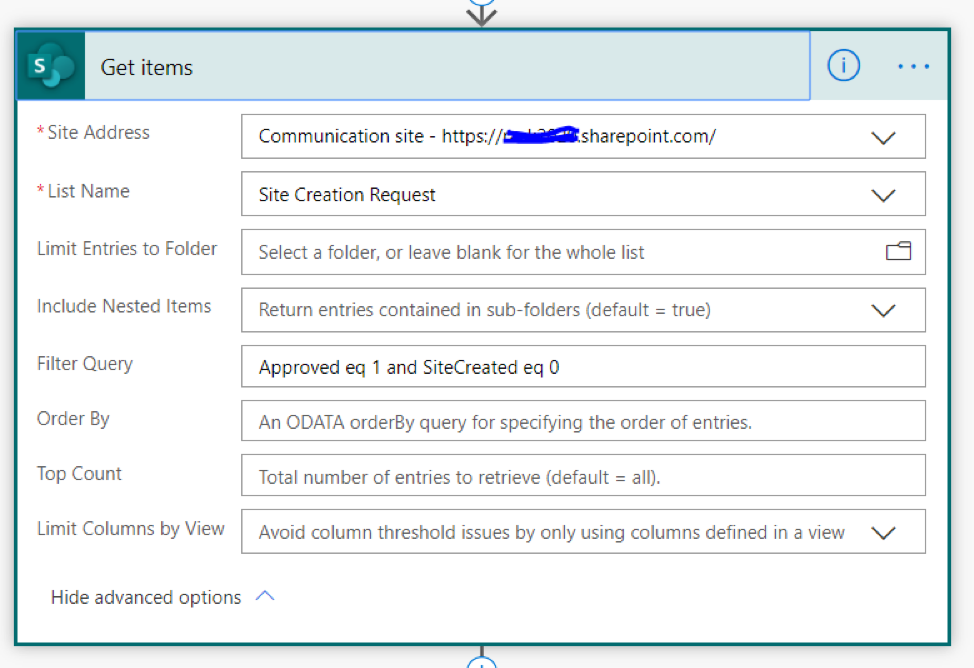 S
Get items
* Site Address
Communication site - https:// .sharepoint.com/
* List Name
Site Creation Request
Limit Entries to Folder
Select a folder, or leave blank for the whole list
Include Nested Items
Return entries contained in sub-folders (default = true)
Filter Query
Approved eq 1 and SiteCreated eq 0
Order By
An ODATA orderBy query for specifying the order of entries.
Top Count
Total number of entries to retrieve (default = all).
Limit Columns by View
Avoid column threshold issues by only using columns defined in a view
Hide advanced options